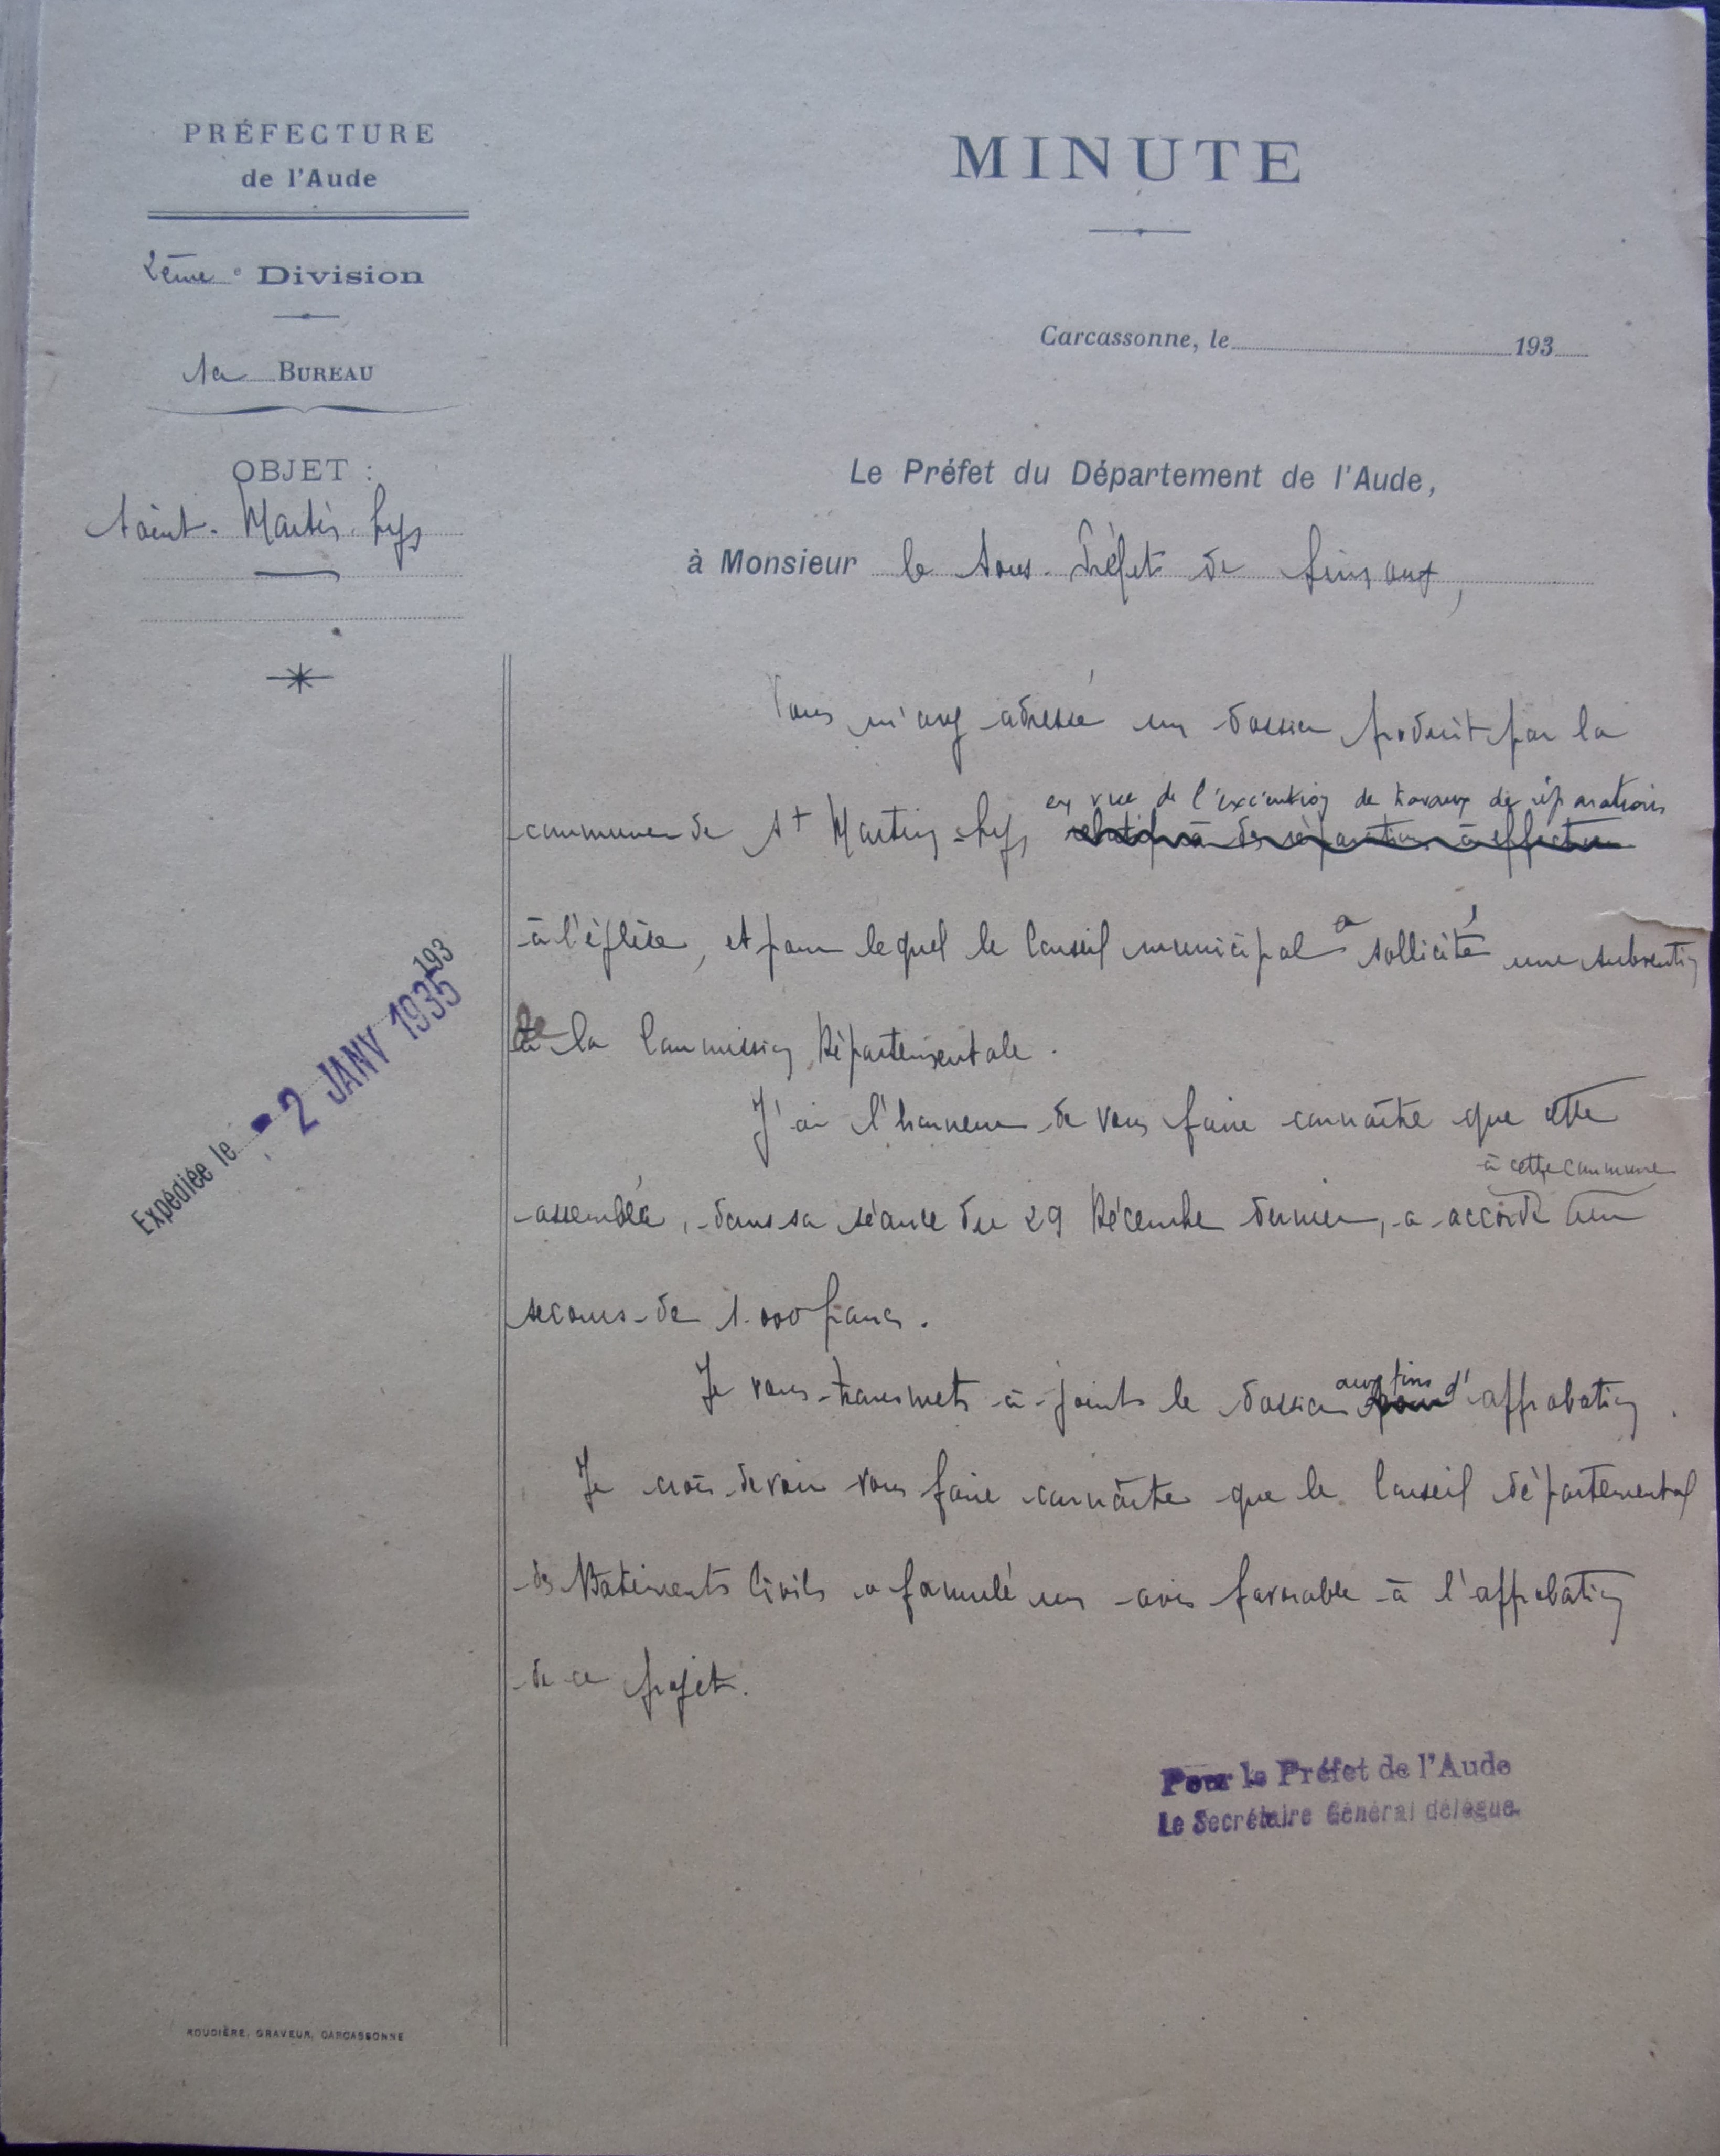 PRÉFECTURE
de l'Aude
2ème e Division
1er BUREAU
OBJET :
Saint-Martin-Lys
Expédiée le -2 JANV 1935 193
ROUDIÈRE, GRAVEUR, CARCASSONNE
MINUTE
Carcassonne, le 193
Le Préfet du Département de l'Aude,
à Monsieur le Sous-Préfet de Limoux,
Vous m'avez adressé un dossier produit par la
en vue de l'exécution de travaux de réparations
commune de St Martin-Lys relatif à des réparations à effectuer
à l'église, et pour lequel le Conseil municipal a sollicité une subvention
de la Commission Départementale.
J'ai l'honneur de vous faire connaître que cette
à cette commune
assemblée, dans sa séance du 29 Décembre dernier, a accordé un
secours de 1.000 francs.
aux fins d'
Je vous transmets ci-joint le dossier pour approbation.
Je crois devoir vous faire connaître que le Conseil départemental
des Bâtiments Civils a formulé un avis favorable à l'approbation
de ce projet.
Pour le Préfet de l'Aude
Le Secrétaire Général délégué